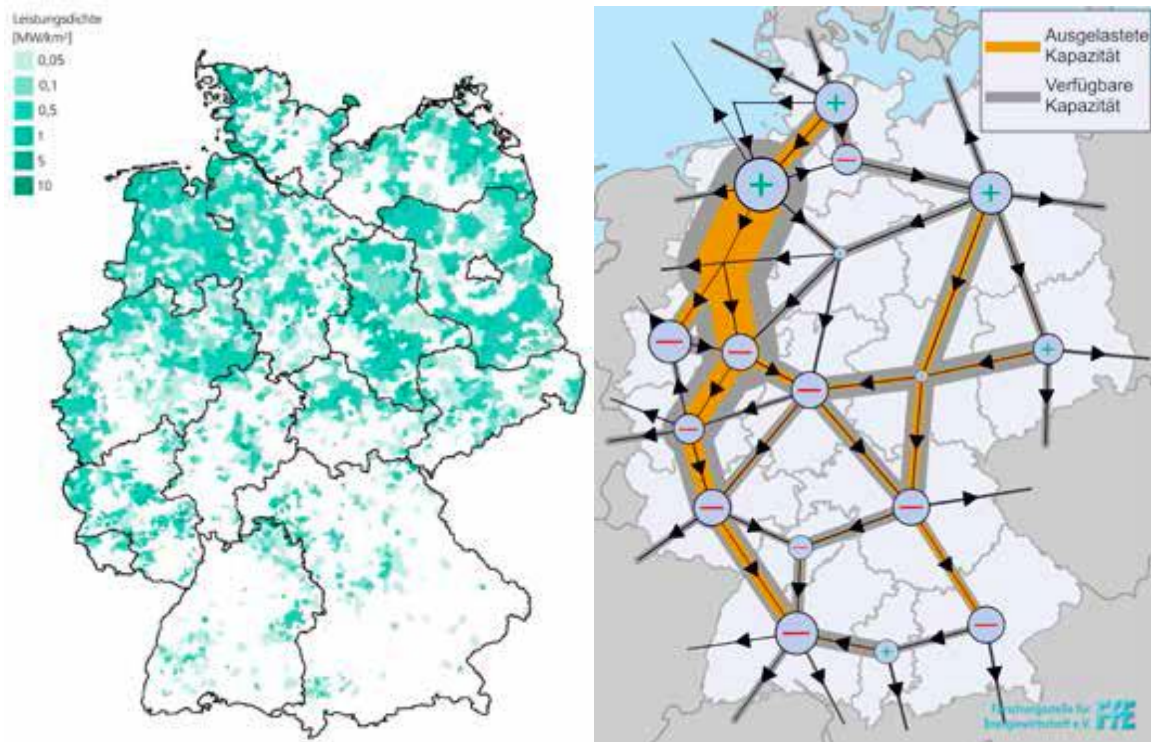 Leistungsdichte
[MW/km²]
0,05
0,1
0,5
1
5
10
Ausgelastete
Kapazität
Verfügbare
Kapazität
Forschungsstelle für
Energiewirtschaft e.V. FfE